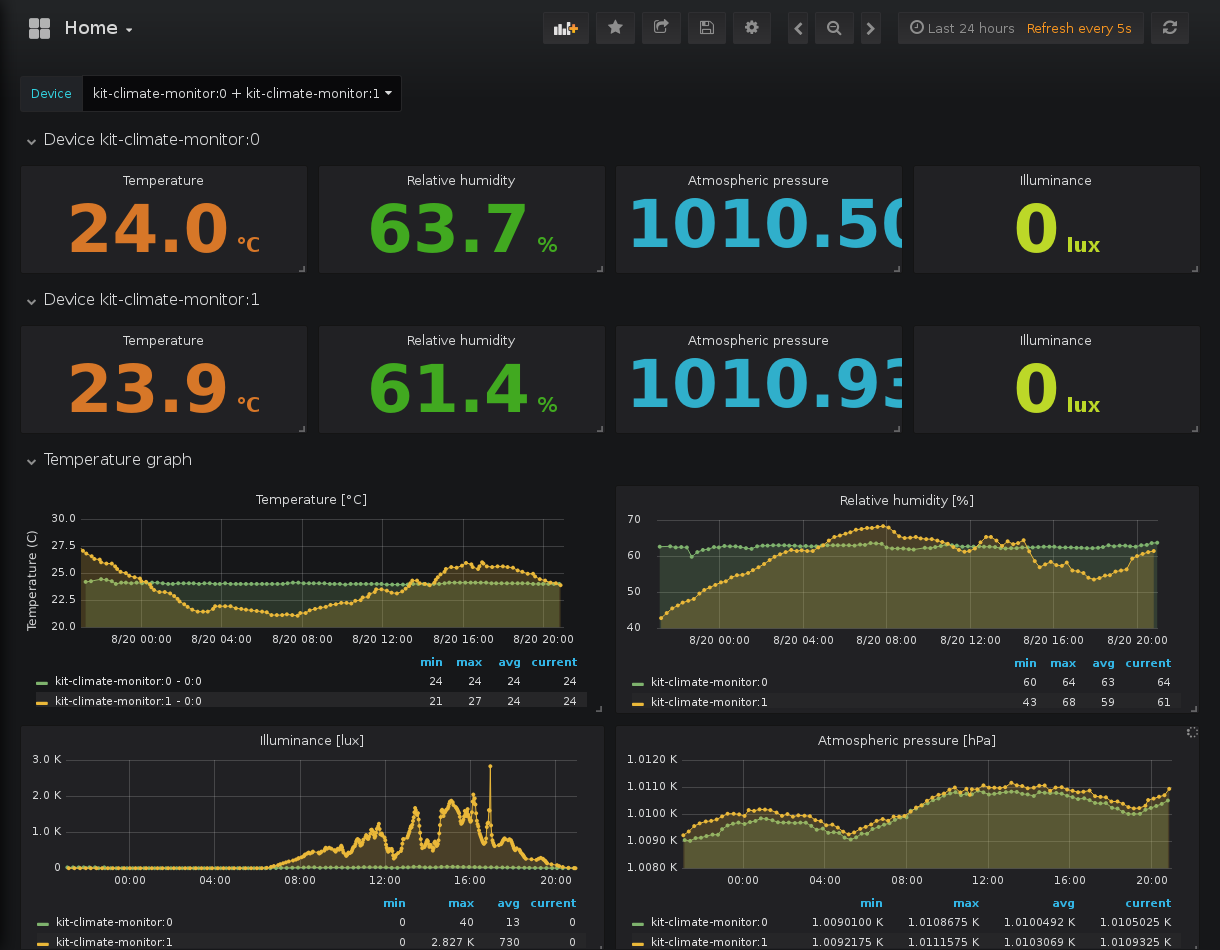 Home
Last 24 hours Refresh every 5s
Device kit-climate-monitor:0 + kit-climate-monitor:1
Device kit-climate-monitor:0
Temperature Relative humidity Atmospheric pressure Illuminance
24.0 °C 63.7 % 1010.50 0 lux
Device kit-climate-monitor:1
Temperature Relative humidity Atmospheric pressure Illuminance
23.9 °C 61.4 % 1010.93 0 lux
Temperature graph
Temperature [°C]
Temperature (C)
30.0
27.5
25.0
22.5
20.0
8/20 00:00 8/20 04:00 8/20 08:00 8/20 12:00 8/20 16:00 8/20 20:00
min max avg current
kit-climate-monitor:0 - 0:0 24 24 24 24
kit-climate-monitor:1 - 0:0 21 27 24 24
Relative humidity [%]
70
60
50
40
8/20 00:00 8/20 04:00 8/20 08:00 8/20 12:00 8/20 16:00 8/20 20:00
min max avg current
kit-climate-monitor:0 60 64 63 64
kit-climate-monitor:1 43 68 59 61
Illuminance [lux]
3.0 K
2.0 K
1.0 K
0
00:00 04:00 08:00 12:00 16:00 20:00
min max avg current
kit-climate-monitor:0 0 40 13 0
kit-climate-monitor:1 0 2.827 K 730 0
Atmospheric pressure [hPa]
1.0120 K
1.0110 K
1.0100 K
1.0090 K
1.0080 K
00:00 04:00 08:00 12:00 16:00 20:00
min max avg current
kit-climate-monitor:0 1.0090100 K 1.0108675 K 1.0100492 K 1.0105025 K
kit-climate-monitor:1 1.0092175 K 1.0111575 K 1.0103069 K 1.0109325 K